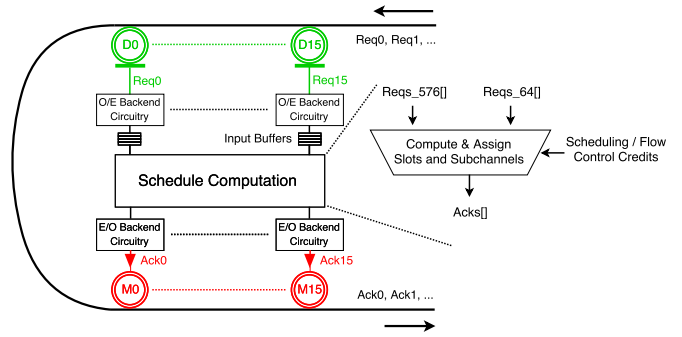 D0
D15
Req0, Req1, ...
Req0
Req15
O/E Backend
Circuitry
O/E Backend
Circuitry
Input Buffers
Schedule Computation
E/O Backend
Circuitry
E/O Backend
Circuitry
Ack0
Ack15
M0
M15
Ack0, Ack1, ...
Reqs_576[]
Reqs_64[]
Compute & Assign
Slots and Subchannels
Scheduling / Flow
Control Credits
Acks[]